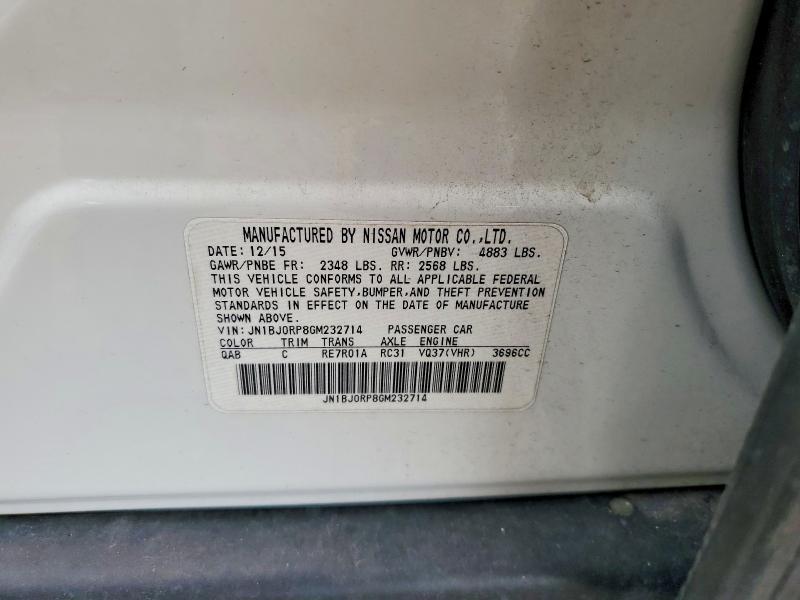 MANUFACTURED BY NISSAN MOTOR CO.,LTD.
DATE: 12/15 GVWR/PNBV: 4883 LBS.
GAWR/PNBE FR: 2348 LBS. RR: 2568 LBS.
THIS VEHICLE CONFORMS TO ALL APPLICABLE FEDERAL
MOTOR VEHICLE SAFETY,BUMPER,AND THEFT PREVENTION
STANDARDS IN EFFECT ON THE DATE OF MANUFACTURE
SHOWN ABOVE.
VIN: JN1BJ0RP8GM232714 PASSENGER CAR
COLOR TRIM TRANS AXLE ENGINE
QAB C RE7R01A RC31 VQ37(VHR) 3696CC
JN1BJ0RP8GM232714